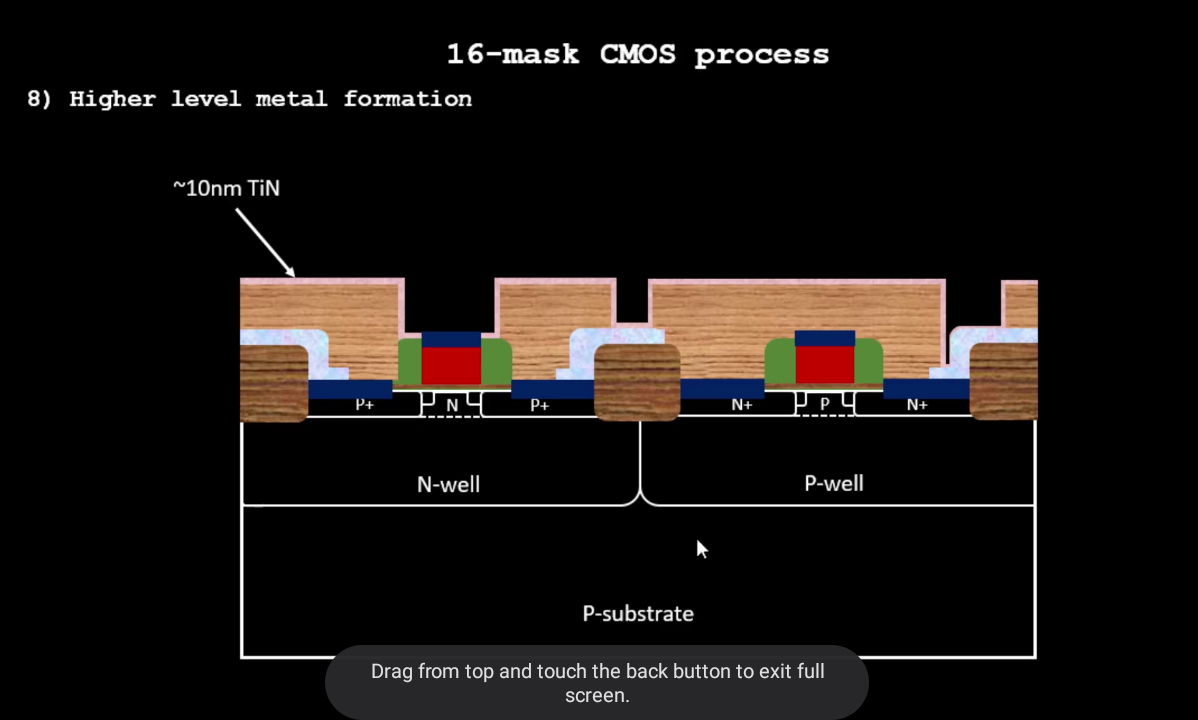 16-mask CMOS process
8) Higher level metal formation
~10nm TiN
P+
N
P+
N+
P
N+
N-well
P-well
P-substrate
Drag from top and touch the back button to exit full
screen.